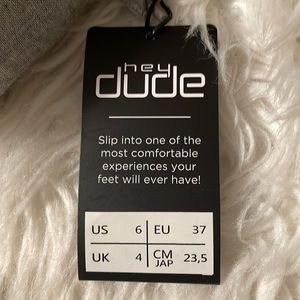 hey
dude
Slip into one of the
most comfortable
experiences your
feet will ever have!
US 6 EU 37
UK 4 CM JAP 23,5